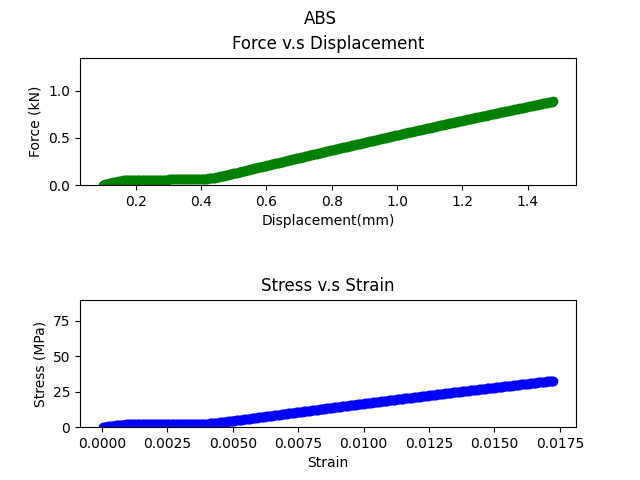 ABS
Force v.s Displacement
1.0
0.5
0.0
Force (kN)
0.2 0.4 0.6 0.8 1.0 1.2 1.4
Displacement(mm)
Stress v.s Strain
75
50
25
0
Stress (MPa)
0.0000 0.0025 0.0050 0.0075 0.0100 0.0125 0.0150 0.0175
Strain